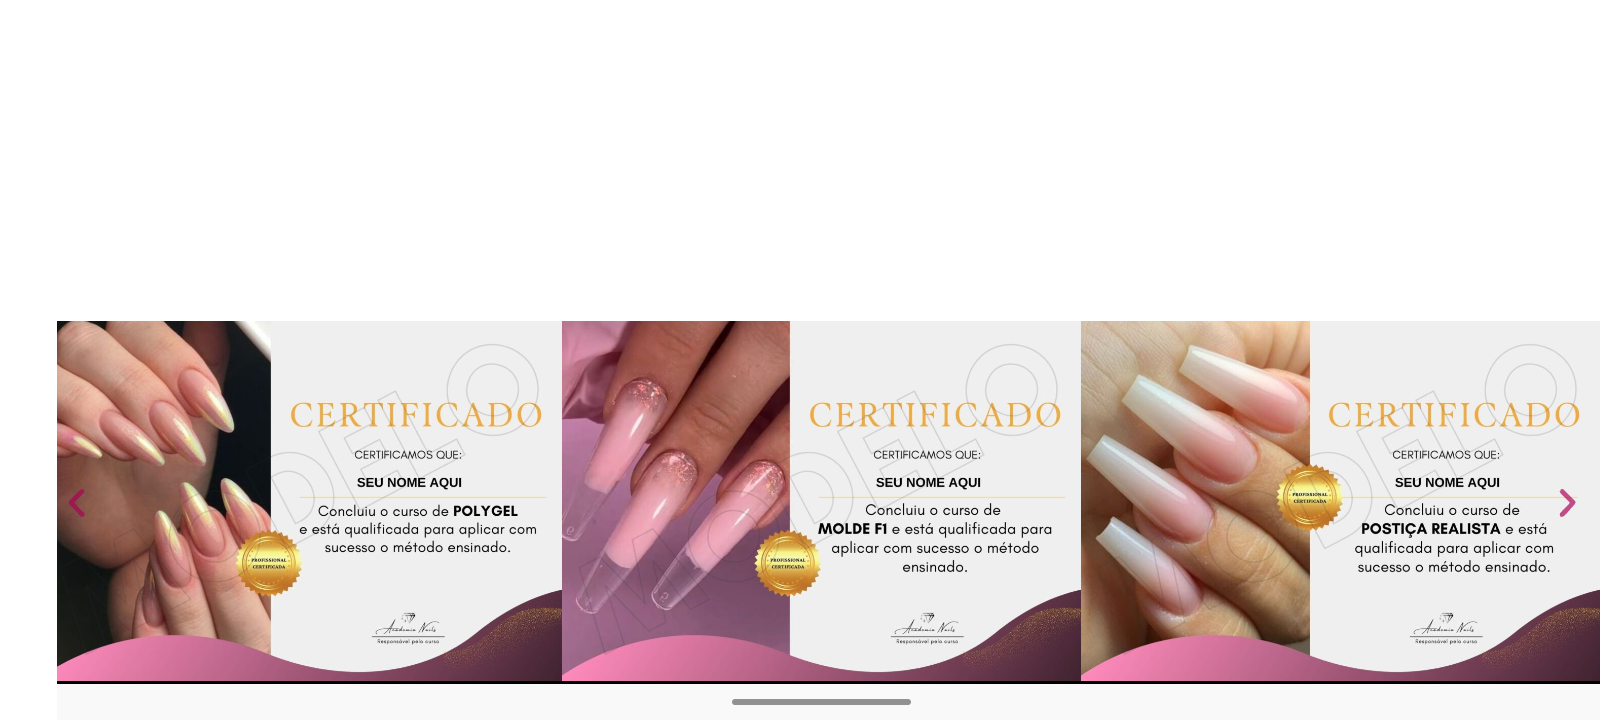 CERTIFICADO
CERTIFICAMOS QUE:
SEU NOME AQUI
Concluiu o curso de POLYGEL
e está qualificada para aplicar com
sucesso o método ensinado.
PROFISSIONAL
CERTIFICADA
Academia Nails
Responsável pelo curso
MODELO
CERTIFICADO
CERTIFICAMOS QUE:
SEU NOME AQUI
Concluiu o curso de
MOLDE F1 e está qualificada para
aplicar com sucesso o método
ensinado.
PROFISSIONAL
CERTIFICADA
Academia Nails
Responsável pelo curso
MODELO
CERTIFICADO
CERTIFICAMOS QUE:
SEU NOME AQUI
Concluiu o curso de
POSTIÇA REALISTA e está
qualificada para aplicar com
sucesso o método ensinado.
PROFISSIONAL
CERTIFICADA
Academia Nails
Responsável pelo curso
MODELO